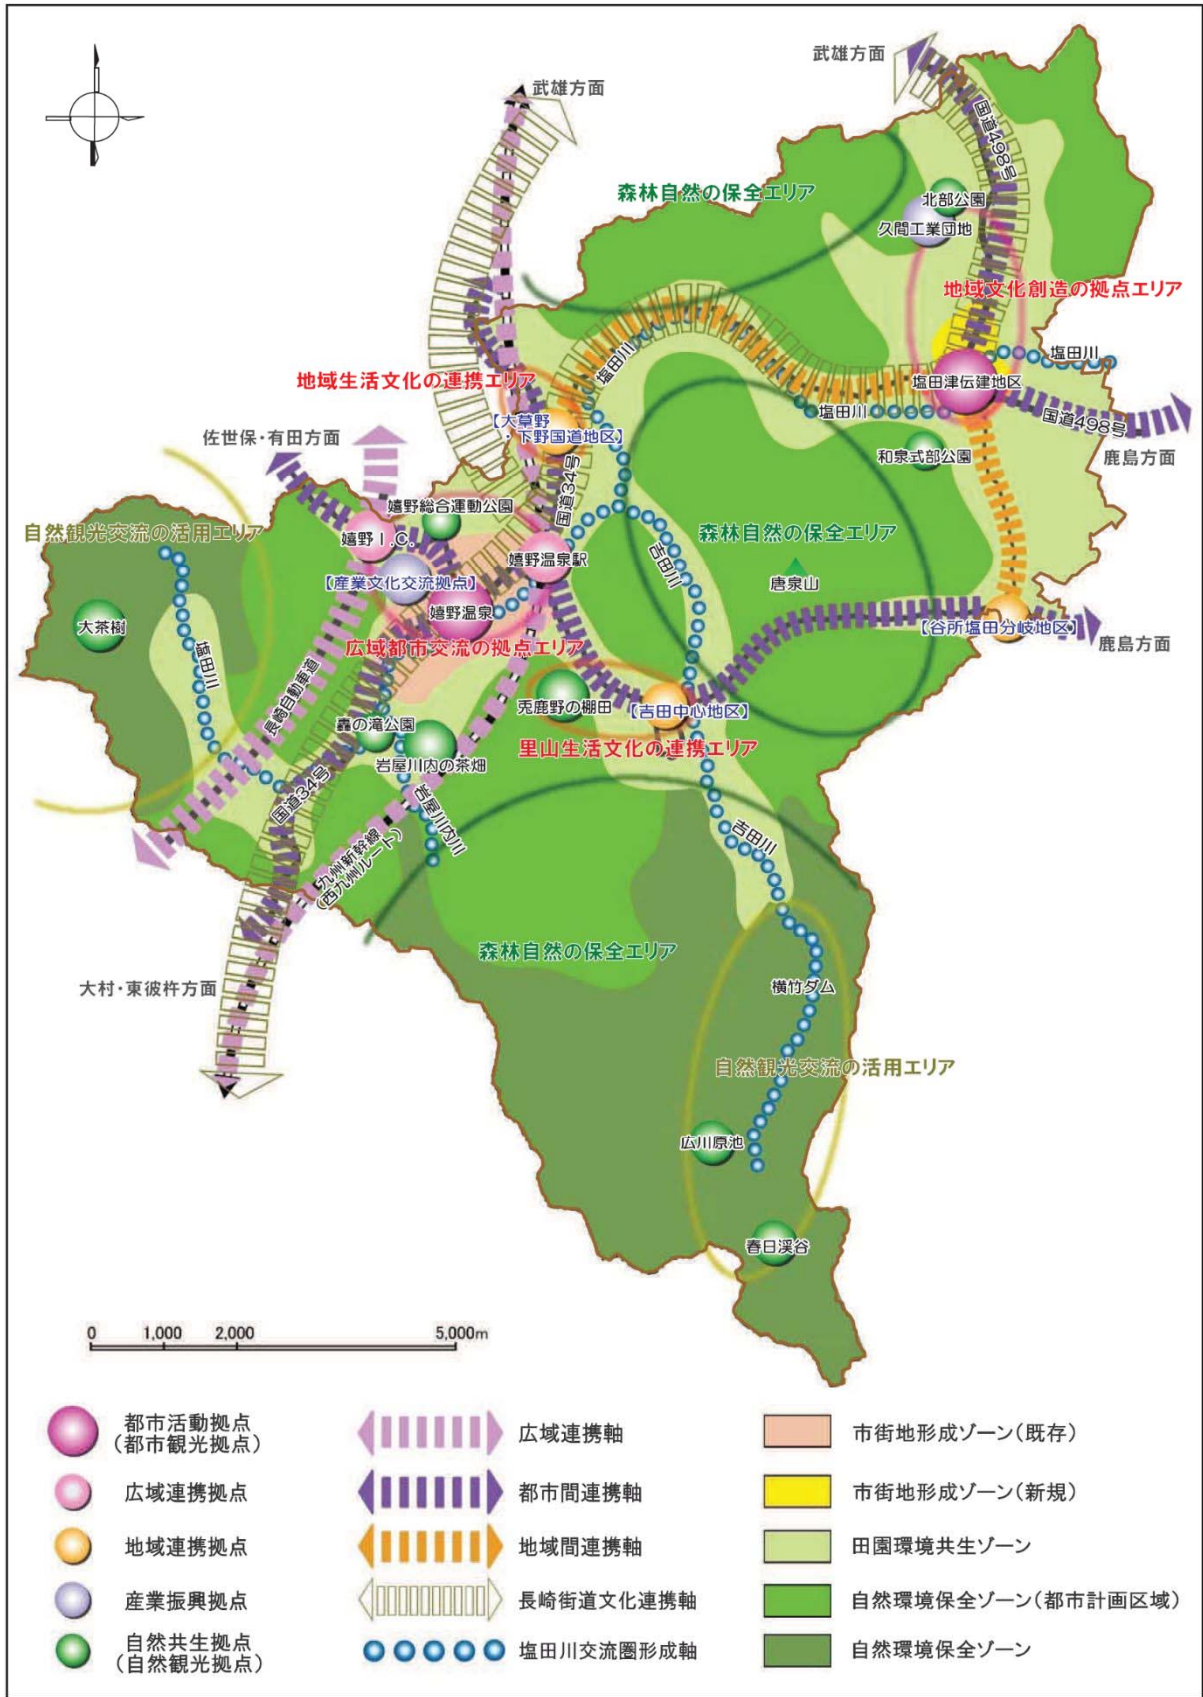 武雄方面
武雄方面
国道498号
森林自然の保全エリア
北部公園
久間工業団地
地域文化創造の拠点エリア
塩田川
塩田川
地域生活文化の連携エリア
塩田津伝建地区
塩田川
国道498号
【大草野
・下野国道地区】
佐世保・有田方面
国道34号
和泉式部公園
鹿島方面
嬉野総合運動公園
自然観光交流の活用エリア
嬉野I.C.
森林自然の保全エリア
嬉野温泉駅
吉田川
【産業文化交流拠点】
唐泉山
嬉野温泉
大茶樹
【谷所塩田分岐地区】
鹿島方面
広域都市交流の拠点エリア
塩田川
長崎自動車道
兎鹿野の棚田
【吉田中心地区】
轟の滝公園
里山生活文化の連携エリア
岩屋川内の茶畑
国道34号
岩屋川内川
吉田川
九州新幹線
(西九州ルート)
森林自然の保全エリア
大村・東彼杵方面
横竹ダム
自然観光交流の活用エリア
広川原池
春日渓谷
0 1,000 2,000 5,000m
都市活動拠点
(都市観光拠点)
広域連携軸
市街地形成ゾーン(既存)
広域連携拠点
都市間連携軸
市街地形成ゾーン(新規)
地域連携拠点
地域間連携軸
田園環境共生ゾーン
産業振興拠点
長崎街道文化連携軸
自然環境保全ゾーン(都市計画区域)
自然共生拠点
(自然観光拠点)
塩田川交流圏形成軸
自然環境保全ゾーン